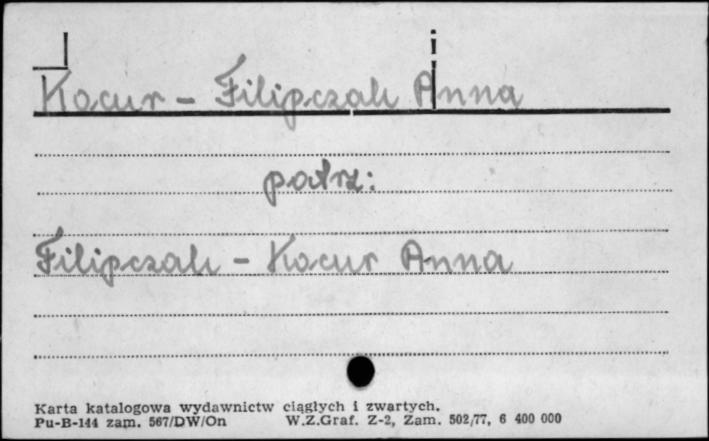 i
Kocur - Filipczak Anna
patrz:
Filipczak - Kocur Anna
Karta katalogowa wydawnictw ciągłych i zwartych.
Pu-B-144 zam. 567/DW/On W.Z.Graf. Z-2, Zam. 502/77, 6 400 000